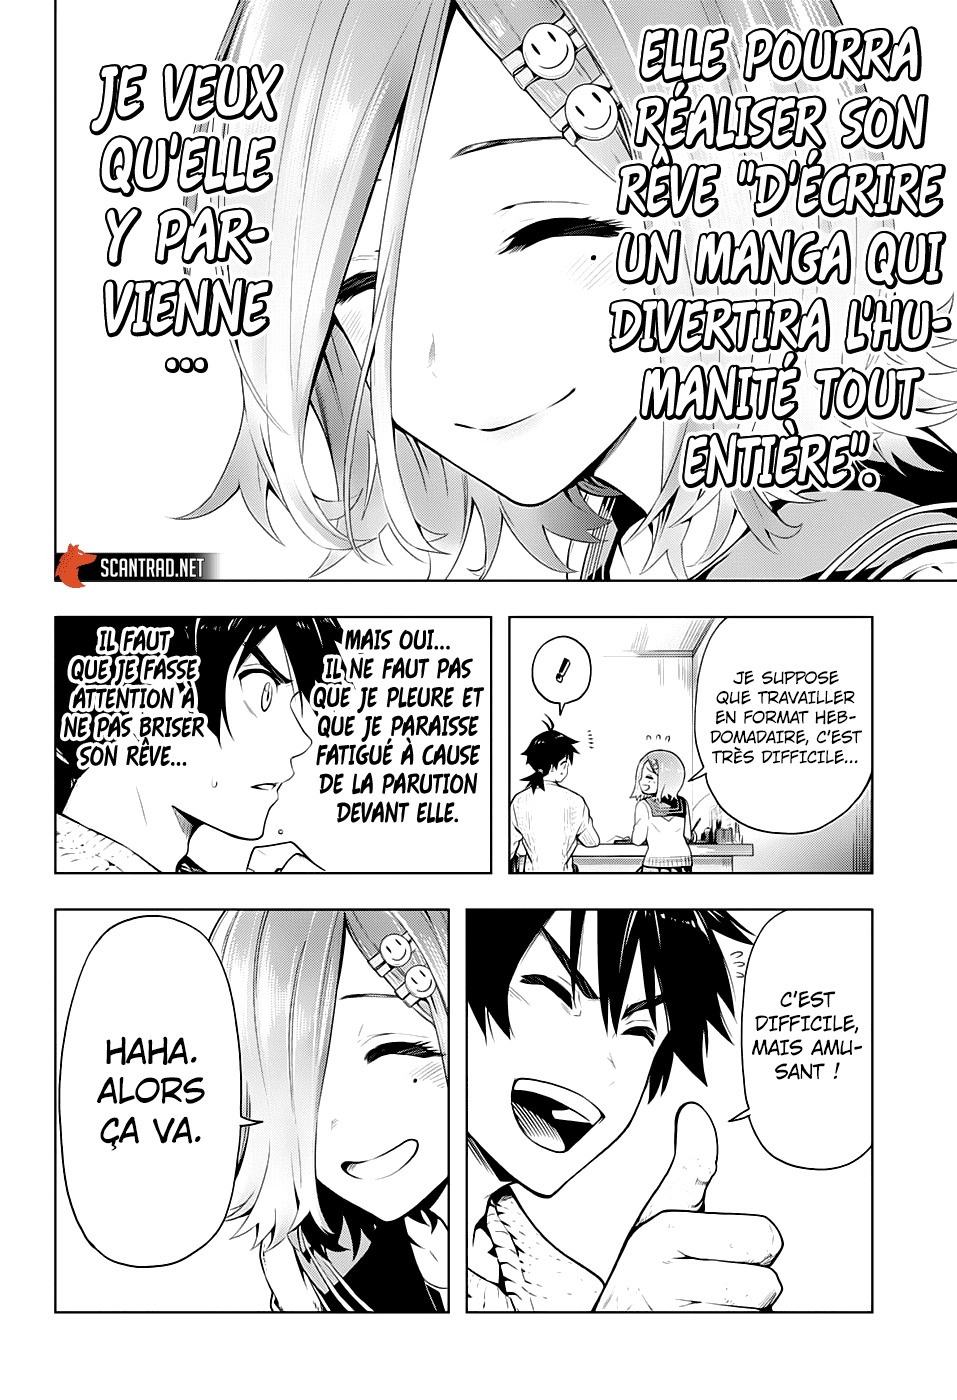 ELLE POURRA
RÉALISER SON
RÊVE "D'ÉCRIRE
UN MANGA QUI
DIVERTIRA L'HU-
MANITÉ TOUT
ENTIÈRE".
JE VEUX
QU'ELLE
Y PAR-
VIENNE
...
SCANTRAD.NET
JE SUPPOSE
QUE TRAVAILLER
EN FORMAT HEB-
DOMADAIRE, C'EST
TRÈS DIFFICILE...
!
MAIS OUI...
IL NE FAUT PAS
QUE JE PLEURE ET
QUE JE PARAISSE
FATIGUÉ À CAUSE
DE LA PARUTION
DEVANT ELLE.
IL FAUT
QUE JE FASSE
ATTENTION À
NE PAS BRISER
SON RÊVE...
C'EST
DIFFICILE,
MAIS AMU-
SANT !
HAHA.
ALORS
ÇA VA.